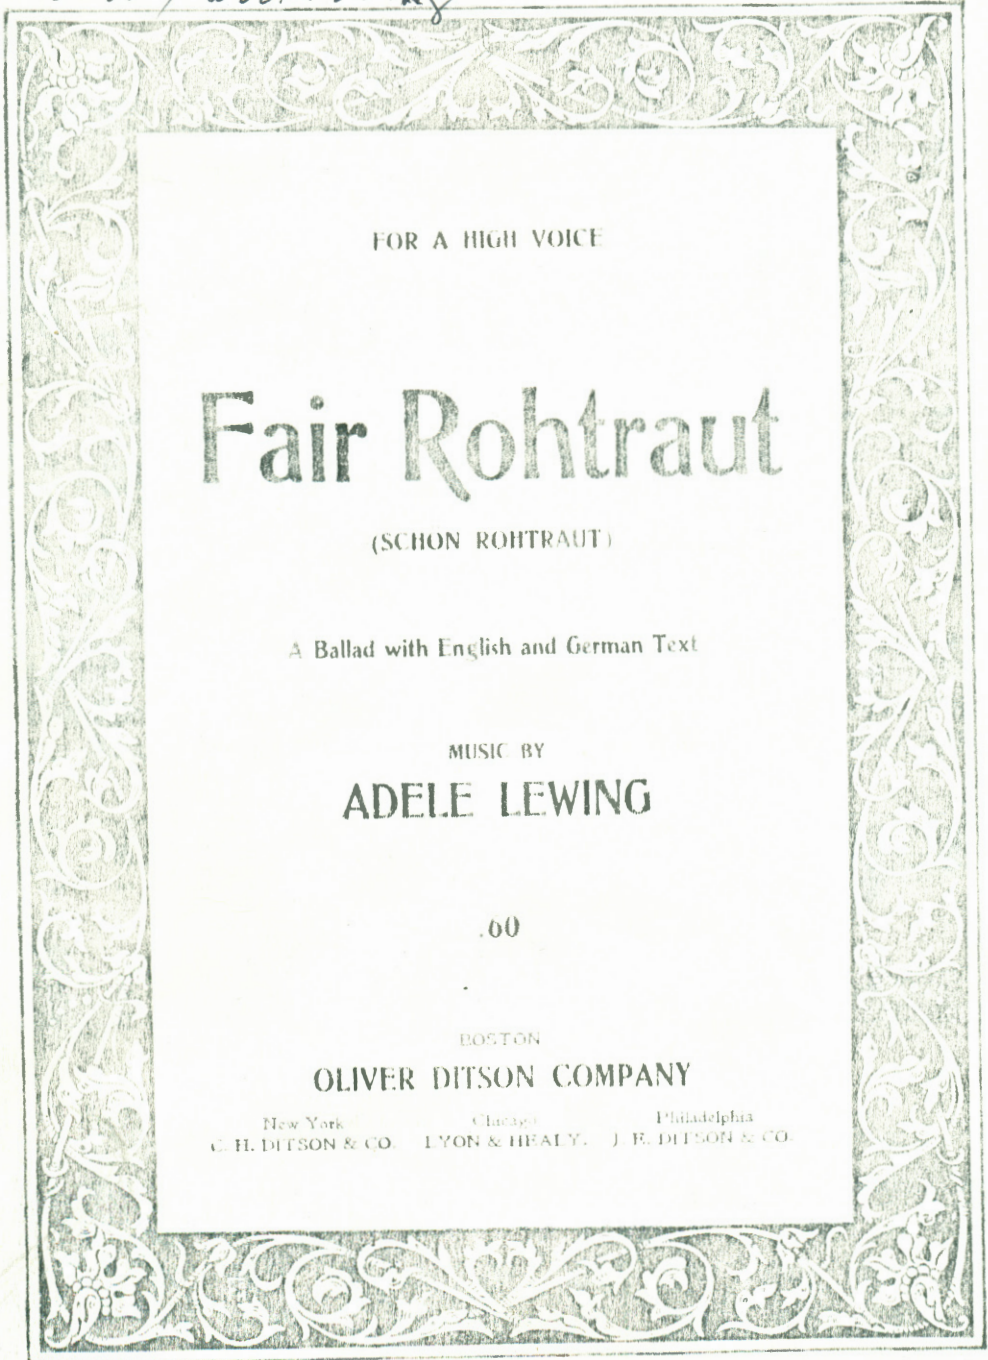 FOR A HIGH VOICE
Fair Rohtraut
(SCHON ROHTRAUT)
A Ballad with English and German Text
MUSIC BY
ADELE LEWING
.60
BOSTON
OLIVER DITSON COMPANY
New York Chicago Philadelphia
C. H. DITSON & CO. LYON & HEALY. J. E. DITSON & CO.